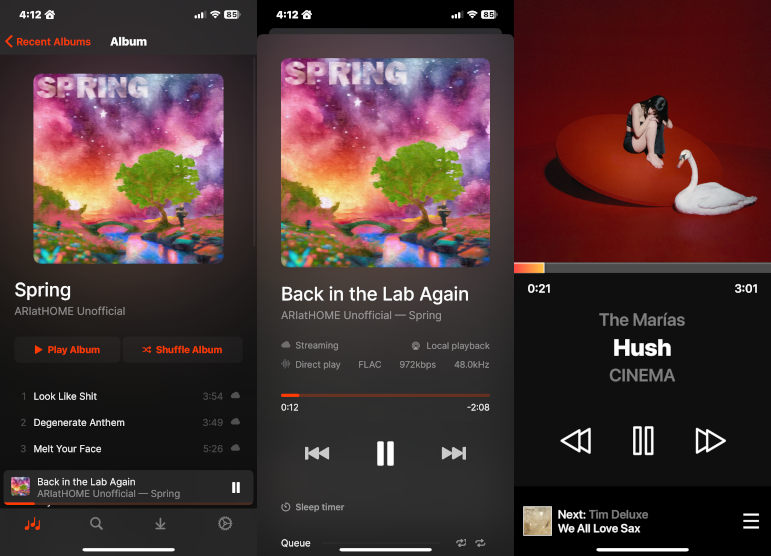 4:12
85
Recent Albums
Album
SPRING
Spring
ARIatHOME Unofficial
Play Album
Shuffle Album
1 Look Like Shit 3:54
2 Degenerate Anthem 3:49
3 Melt Your Face 5:26
Back in the Lab Again
ARIatHOME Unofficial — Spring
4:12
85
SPRING
Back in the Lab Again
ARIatHOME Unofficial — Spring
Streaming
Local playback
Direct play FLAC 972kbps 48.0kHz
0:12 -2:08
Sleep timer
Queue
0:21 3:01
The Marías
Hush
CINEMA
Next: Tim Deluxe
We All Love Sax